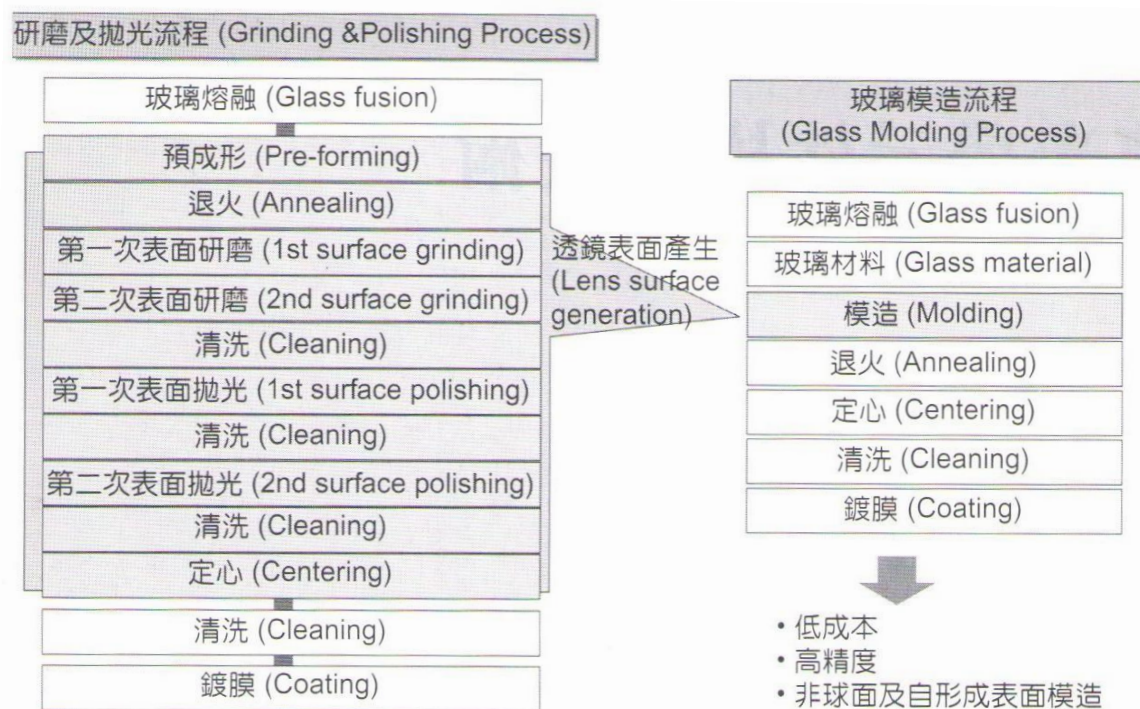 研磨及拋光流程 (Grinding &Polishing Process)
玻璃熔融 (Glass fusion)
預成形 (Pre-forming)
退火 (Annealing)
第一次表面研磨 (1st surface grinding)
第二次表面研磨 (2nd surface grinding)
清洗 (Cleaning)
第一次表面拋光 (1st surface polishing)
清洗 (Cleaning)
第二次表面拋光 (2nd surface polishing)
清洗 (Cleaning)
定心 (Centering)
清洗 (Cleaning)
鍍膜 (Coating)
透鏡表面產生
(Lens surface
generation)
玻璃模造流程
(Glass Molding Process)
玻璃熔融 (Glass fusion)
玻璃材料 (Glass material)
模造 (Molding)
退火 (Annealing)
定心 (Centering)
清洗 (Cleaning)
鍍膜 (Coating)
• 低成本
• 高精度
• 非球面及自形成表面模造